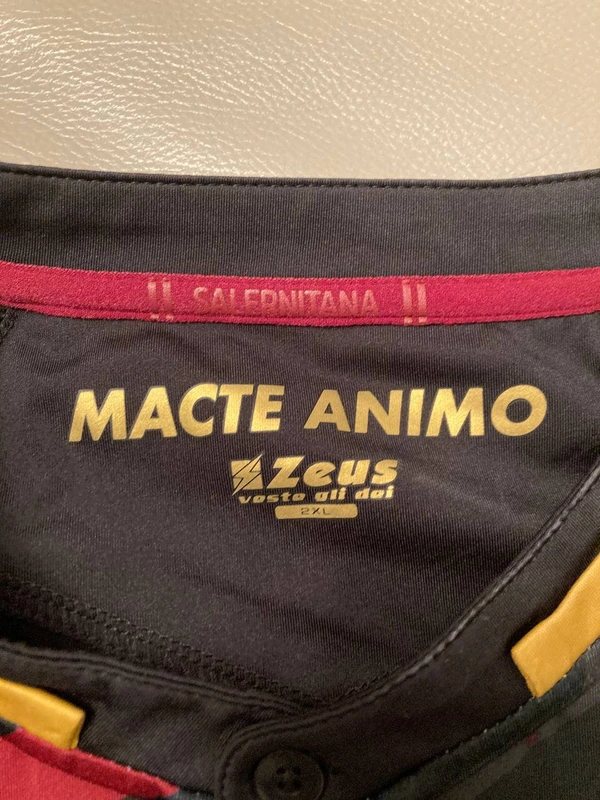 SALERNITANA
MACTE ANIMO
Zeus
vesto gli dei
2XL